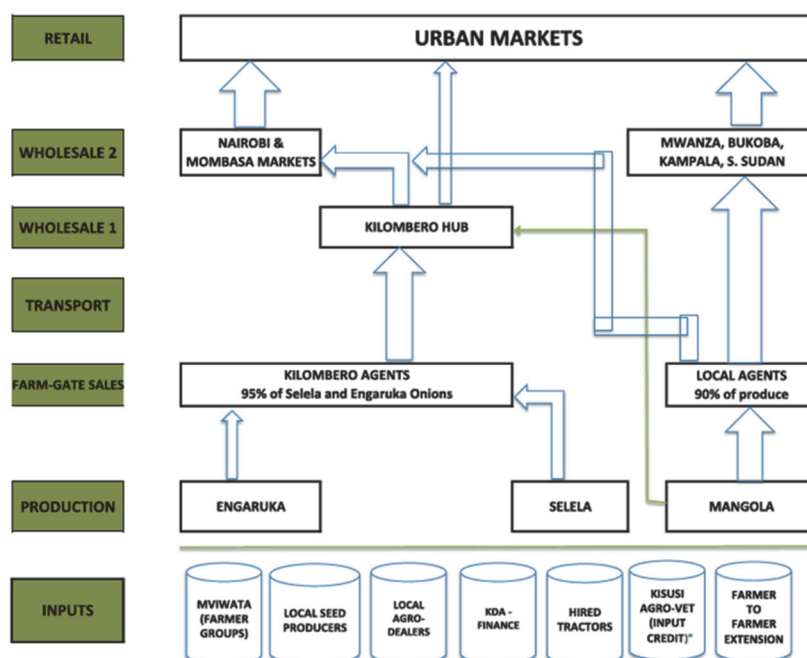 RETAIL
URBAN MARKETS
WHOLESALE 2
NAIROBI &
MOMBASA MARKETS
MWANZA, BUKOBA,
KAMPALA, S. SUDAN
WHOLESALE 1
KILOMBERO HUB
TRANSPORT
FARM-GATE SALES
KILOMBERO AGENTS
95% of Selela and Engaruka Onions
LOCAL AGENTS
90% of produce
PRODUCTION
ENGARUKA
SELELA
MANGOLA
INPUTS
MVIWATA
(FARMER
GROUPS)
LOCAL SEED
PRODUCERS
LOCAL
AGRO-
DEALERS
KDA -
FINANCE
HIRED
TRACTORS
KISUSI
AGRO-VET
(INPUT
CREDIT)*
FARMER
TO
FARMER
EXTENSION